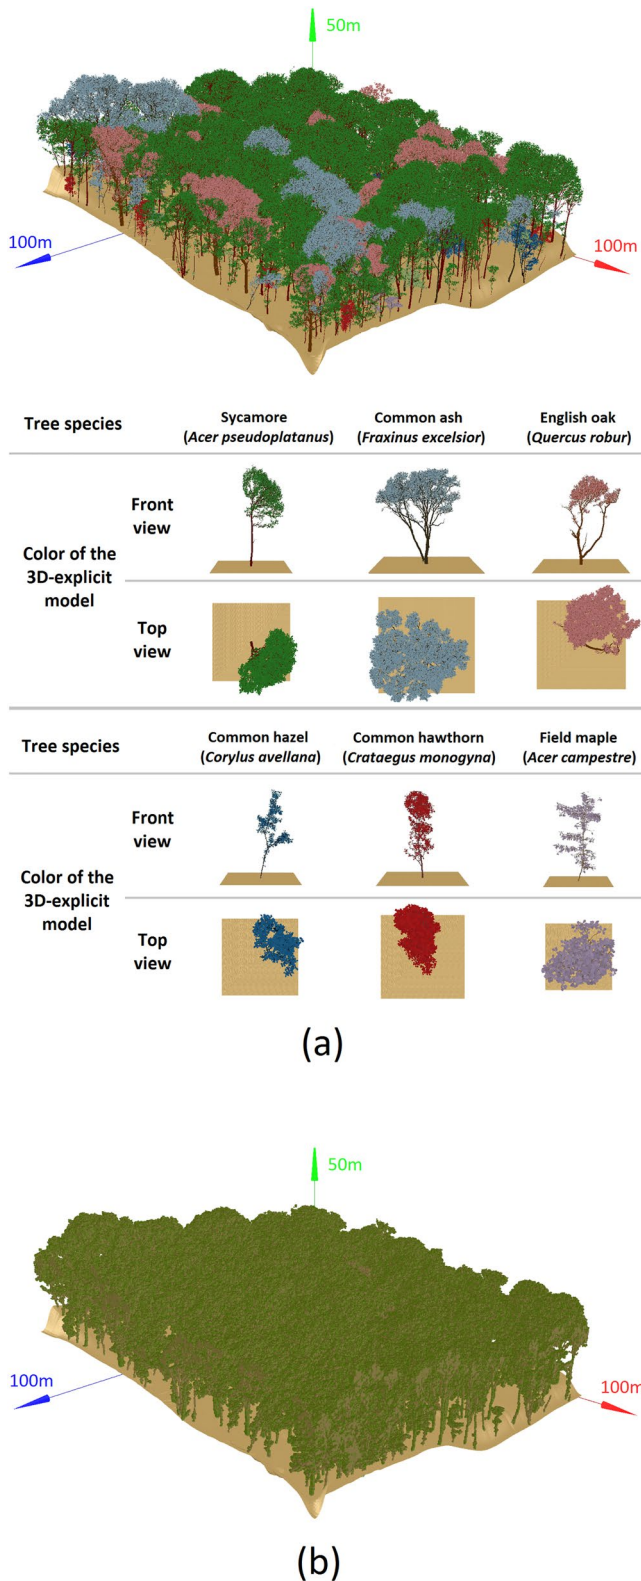 50m
100m
100m
Tree species
Sycamore
(Acer pseudoplatanus)
Common ash
(Fraxinus excelsior)
English oak
(Quercus robur)
Color of the
3D-explicit
model
Front
view
Top
view
Tree species
Common hazel
(Corylus avellana)
Common hawthorn
(Crataegus monogyna)
Field maple
(Acer campestre)
Color of the
3D-explicit
model
Front
view
Top
view
(a)
50m
100m
100m
(b)